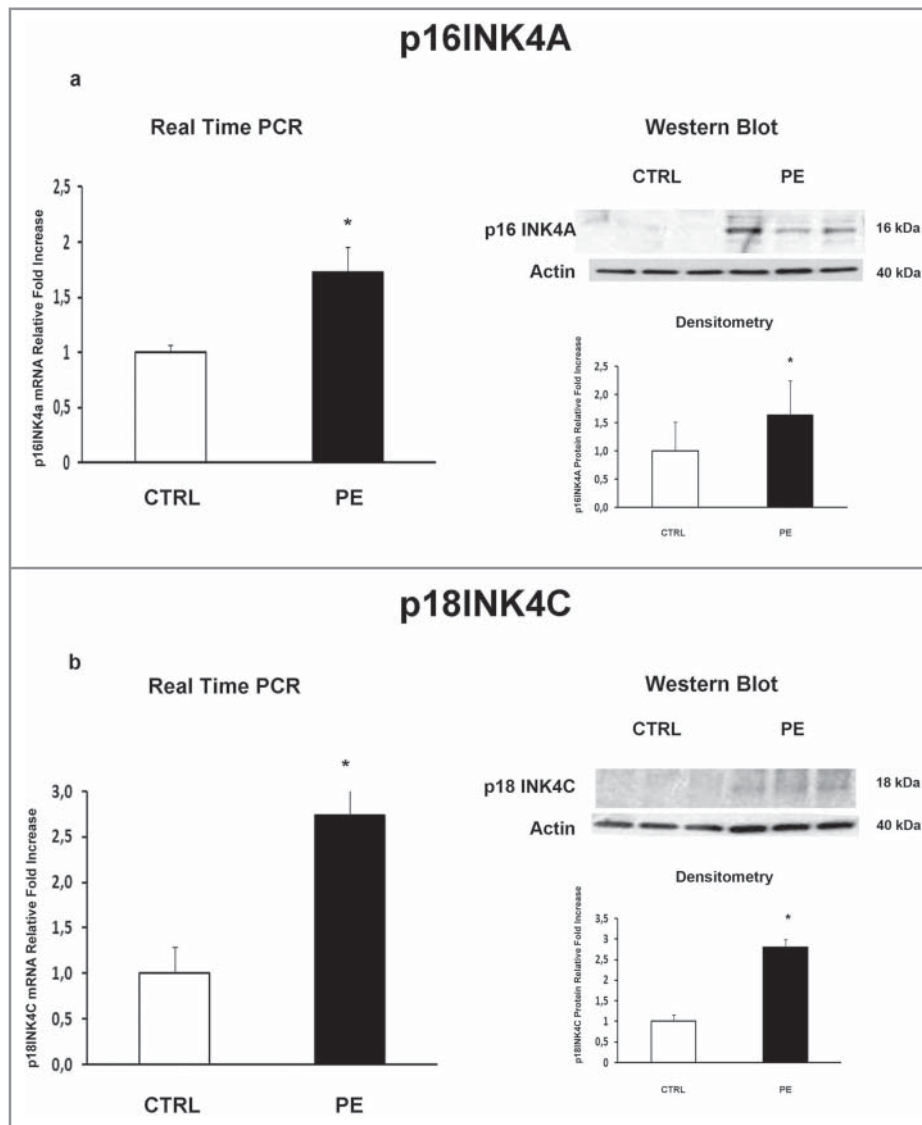 p16INK4A
a
Real Time PCR
p16INK4a mRNA Relative Fold Increase
2,5
2
*
1,5
1
0,5
0
CTRL PE
Western Blot
CTRL PE
p16 INK4A 16 kDa
Actin 40 kDa
Densitometry
p16INK4A Protein Relative Fold Increase
2,5
2,0
*
1,5
1,0
0,5
0,0
CTRL PE
p18INK4C
b
Real Time PCR
p18INK4C mRNA Relative Fold Increase
*
3,0
2,5
2,0
1,0
0,5
0,0
CTRL PE
Western Blot
CTRL PE
p18 INK4C 18 kDa
Actin 40 kDa
Densitometry
p18INK4C Protein Relative Fold Increase
3,5
*
3
2,5
2
1
0,5
0
CTRL PE